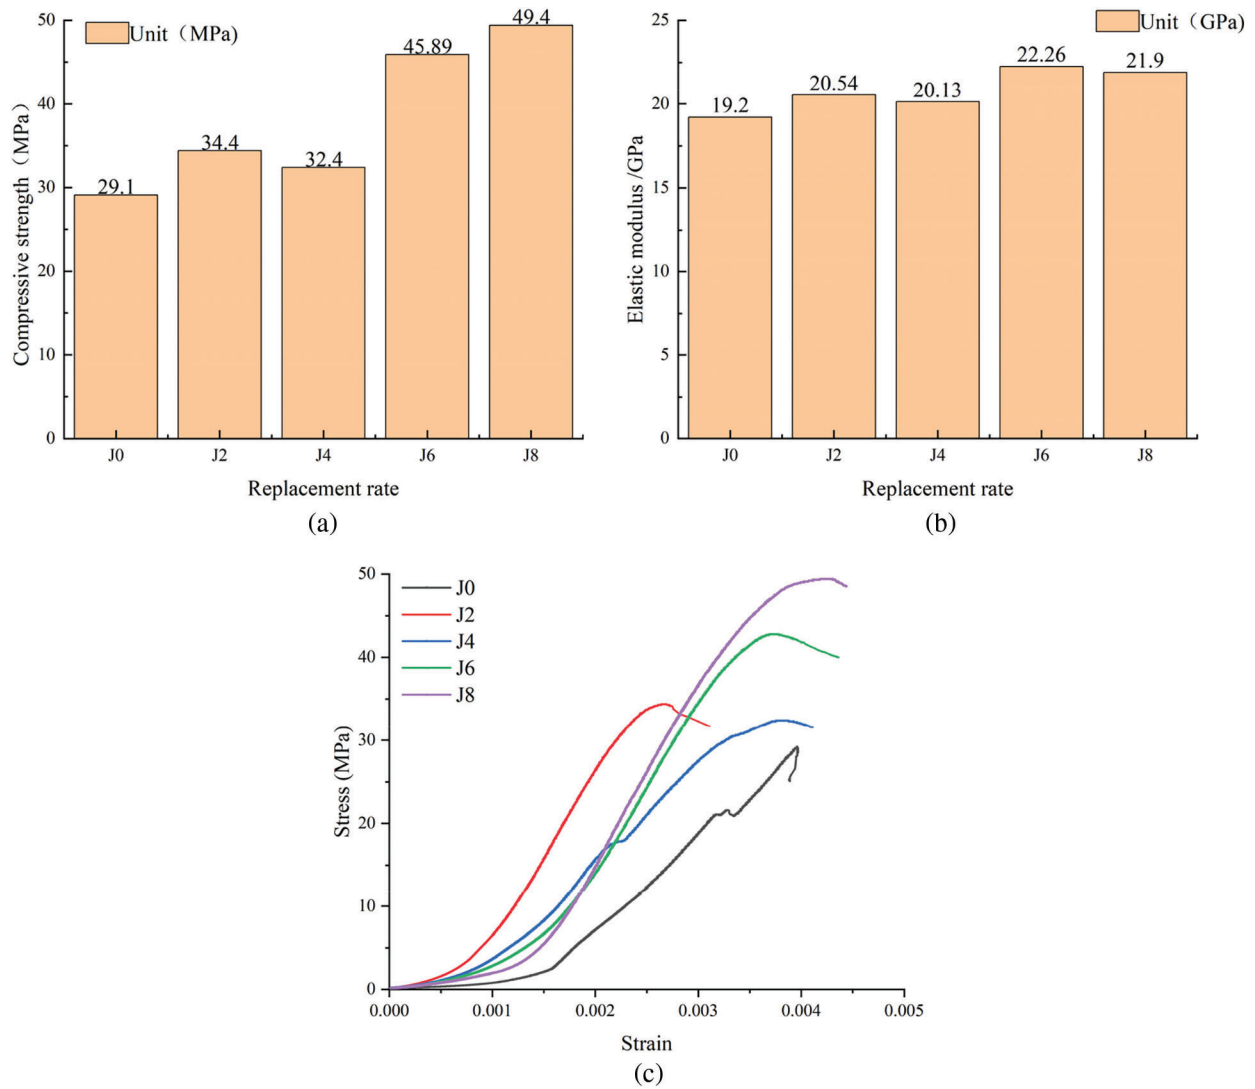 Unit（MPa)
50
40
30
20
10
0
Compressive strength（MPa）
29.1
34.4
32.4
45.89
49.4
J0 J2 J4 J6 J8
Replacement rate
(a)
Unit（GPa)
25
20
15
10
5
0
Elastic modulus /GPa
19.2
20.54
20.13
22.26
21.9
J0 J2 J4 J6 J8
Replacement rate
(b)
50
40
30
20
10
0
Stress (MPa)
J0
J2
J4
J6
J8
0.000 0.001 0.002 0.003 0.004 0.005
Strain
(c)